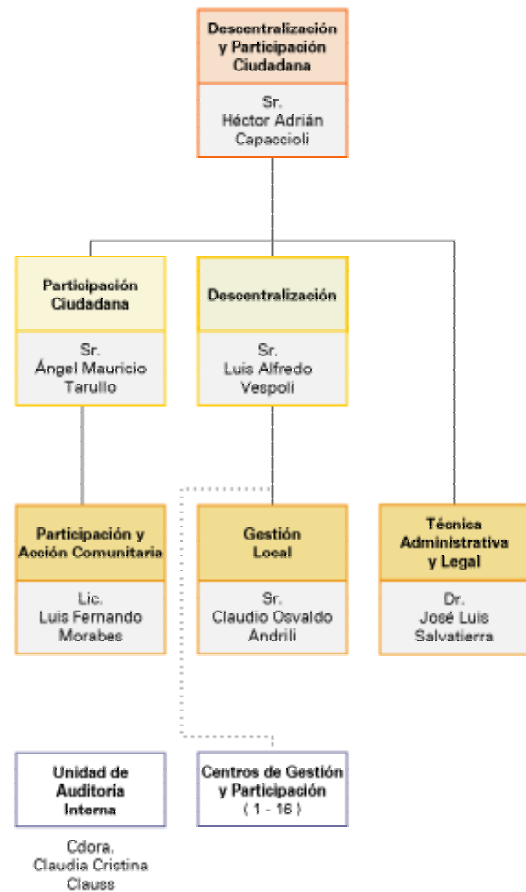 Descentralización
y Participación
Ciudadana
Sr.
Héctor Adrián
Capaccioli
Participación
Ciudadana
Sr.
Ángel Mauricio
Tarullo
Descentralización
Sr.
Luis Alfredo
Vespoli
Participación y
Acción Comunitaria
Lic.
Luis Fernando
Morabes
Gestión
Local
Sr.
Claudio Osvaldo
Andrili
Técnica
Administrativa
y Legal
Dr.
José Luis
Salvatierra
Unidad de
Auditoría
Interna
Cdora.
Claudia Cristina
Clauss
Centros de Gestión
y Participación
( 1 - 16 )